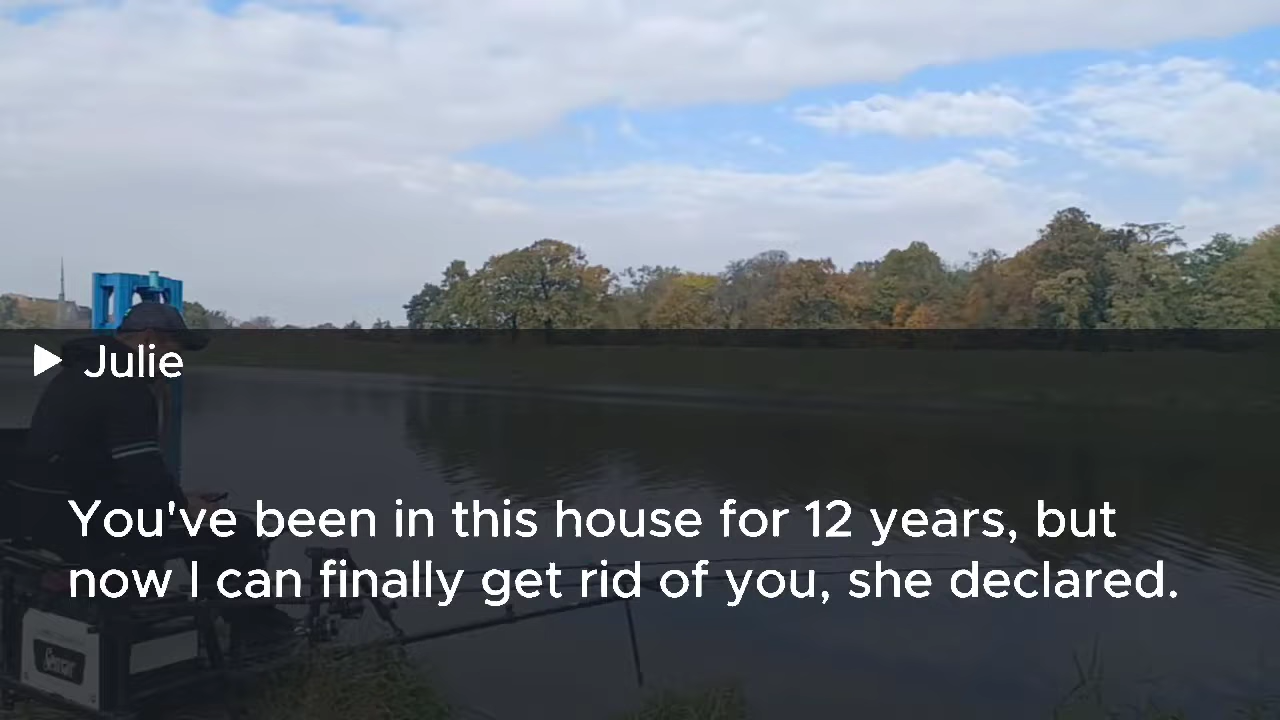 Julie
You've been in this house for 12 years, but
now I can finally get rid of you, she declared.